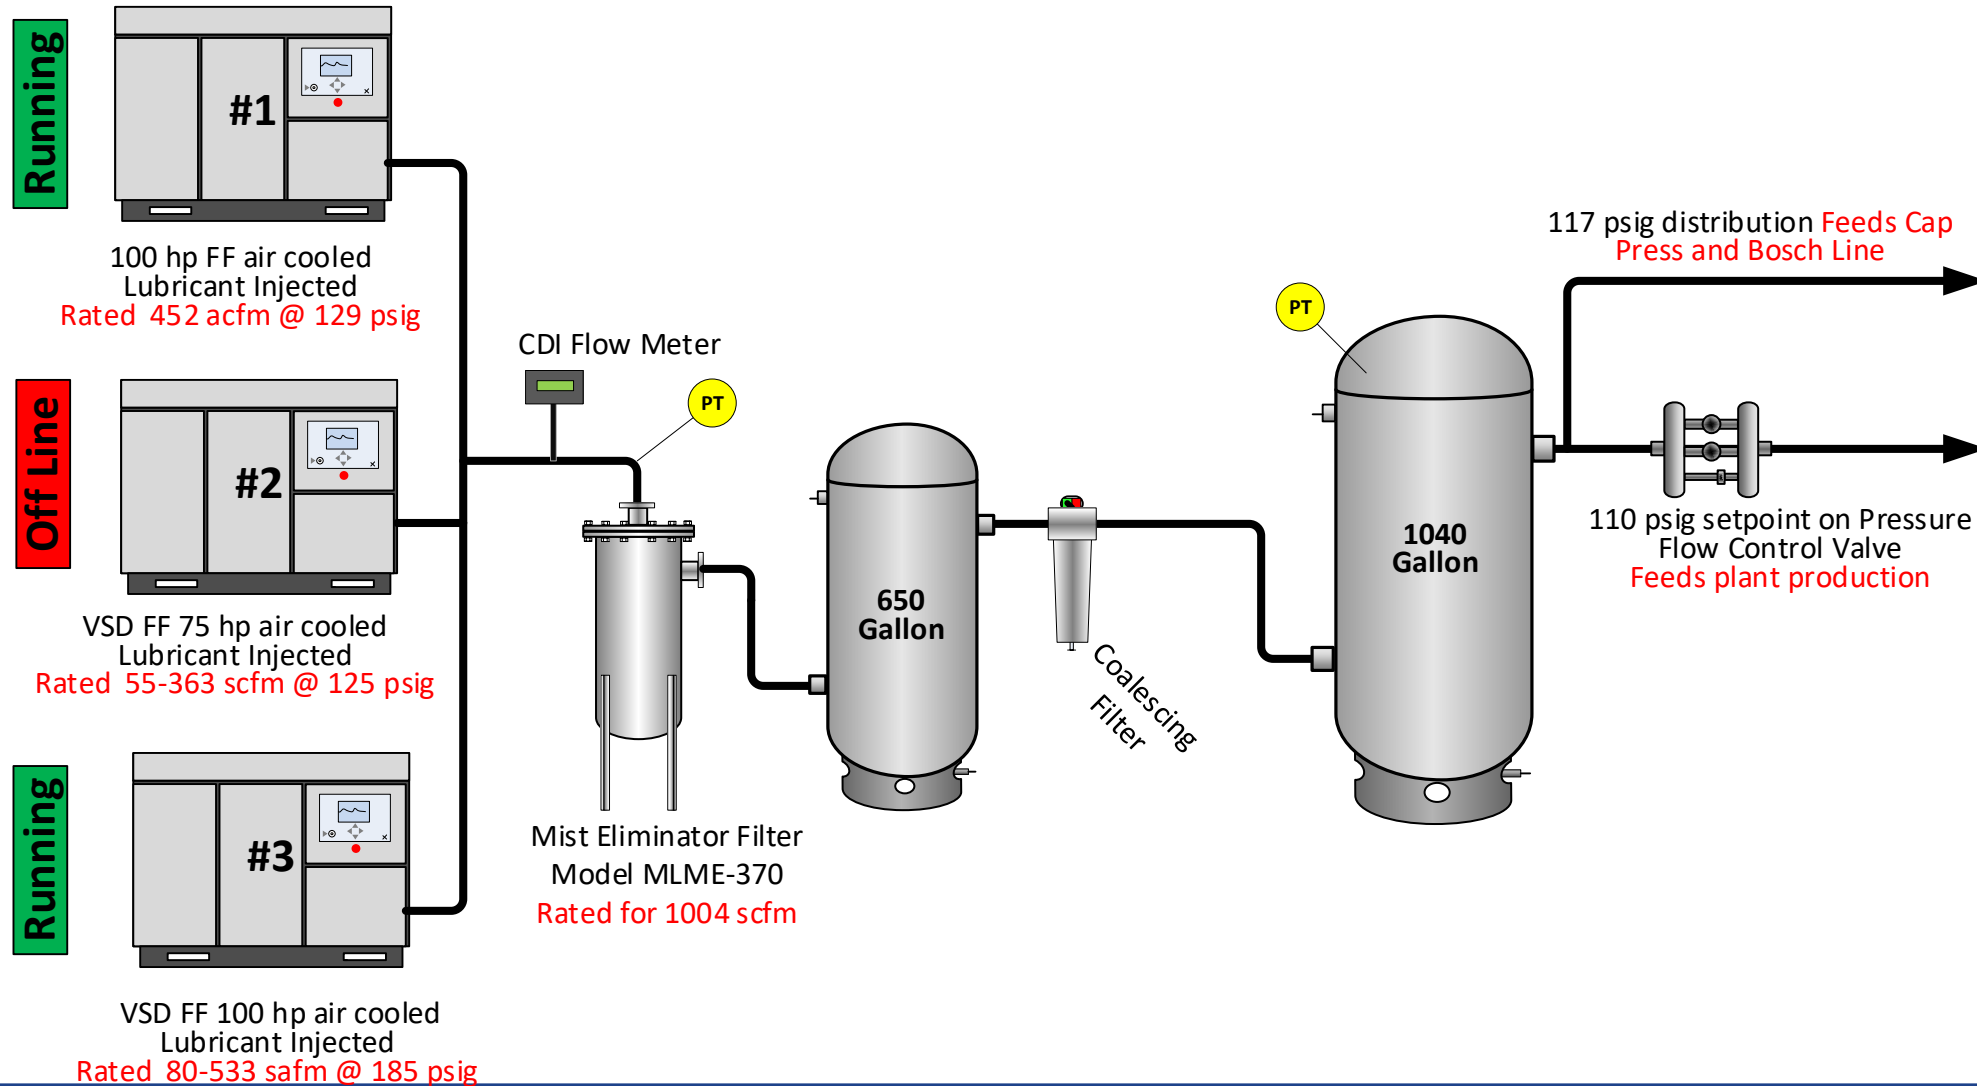 Running
#1
100 hp FF air cooled
Lubricant Injected
Rated 452 acfm @ 129 psig
Off Line
#2
VSD FF 75 hp air cooled
Lubricant Injected
Rated 55-363 scfm @ 125 psig
Running
#3
VSD FF 100 hp air cooled
Lubricant Injected
Rated 80-533 safm @ 185 psig
CDI Flow Meter
PT
Mist Eliminator Filter
Model MLME-370
Rated for 1004 scfm
650
Gallon
Coalescing
Filter
PT
1040
Gallon
117 psig distribution Feeds Cap
Press and Bosch Line
110 psig setpoint on Pressure
Flow Control Valve
Feeds plant production